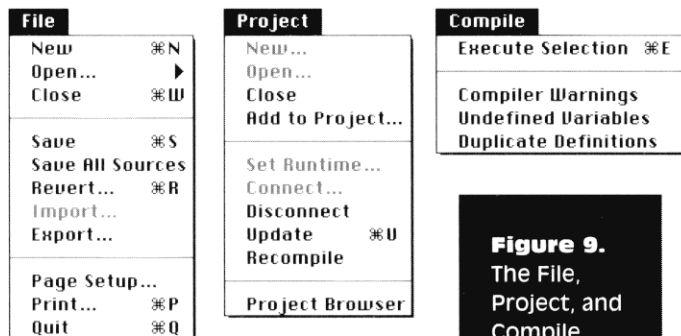 File
New ⌘N
Open... ▶
Close ⌘W
Save ⌘S
Save All Sources
Revert... ⌘R
Import...
Export...
Page Setup...
Print... ⌘P
Quit ⌘Q
Project
New...
Open...
Close
Add to Project...
Set Runtime...
Connect...
Disconnect
Update ⌘U
Recompile
Project Browser
Compile
Execute Selection ⌘E
Compiler Warnings
Undefined Variables
Duplicate Definitions
Figure 9.
The File,
Project, and
Compile